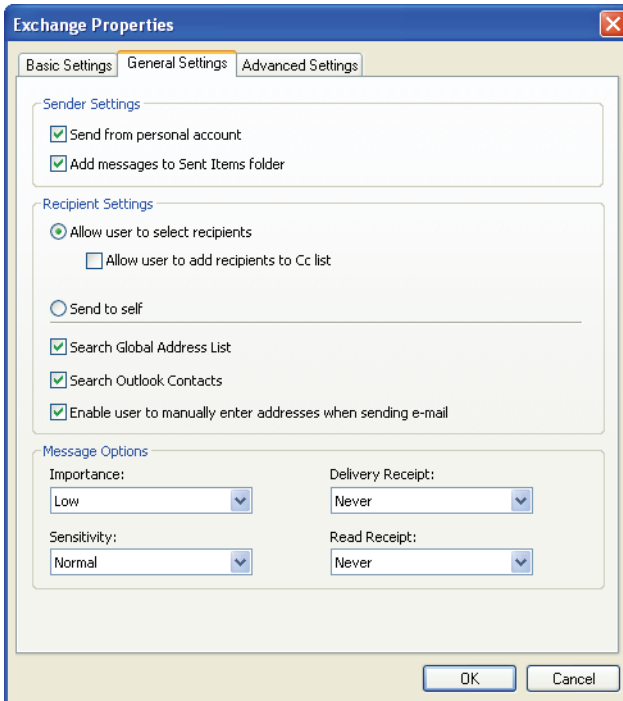 Exchange Properties
Basic Settings General Settings Advanced Settings
Sender Settings
Send from personal account
Add messages to Sent Items folder
Recipient Settings
Allow user to select recipients
Allow user to add recipients to Cc list
Send to self
Search Global Address List
Search Outlook Contacts
Enable user to manually enter addresses when sending e-mail
Message Options
Importance: Delivery Receipt:
Low Never
Sensitivity: Read Receipt:
Normal Never
OK Cancel